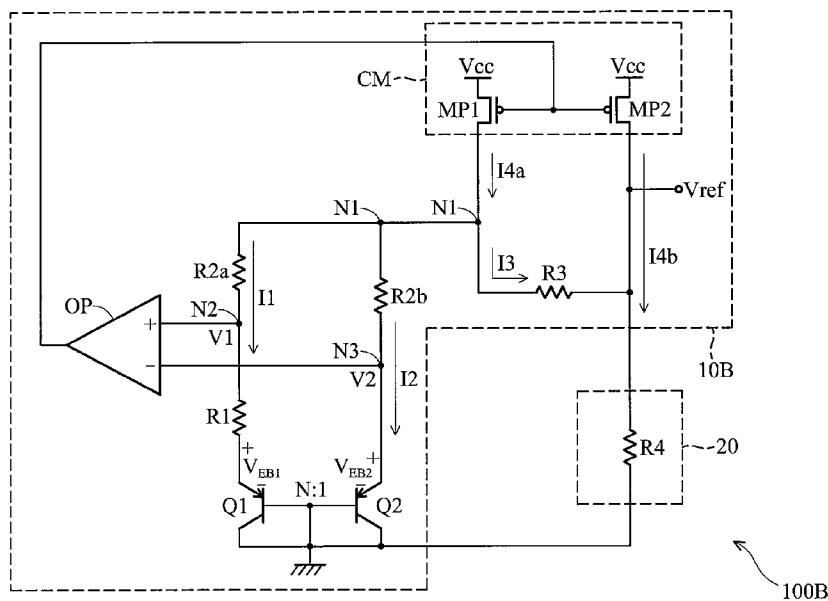 CM
Vcc
Vcc
MP1
MP2
I4a
Vref
N1
N1
I3
R3
I4b
R2a
I1
R2b
OP
N2
+
V1
N3
10B
−
V2
I2
R1
R4
20
+
+
VEB1
VEB2
−
−
N:1
Q1
Q2
100B